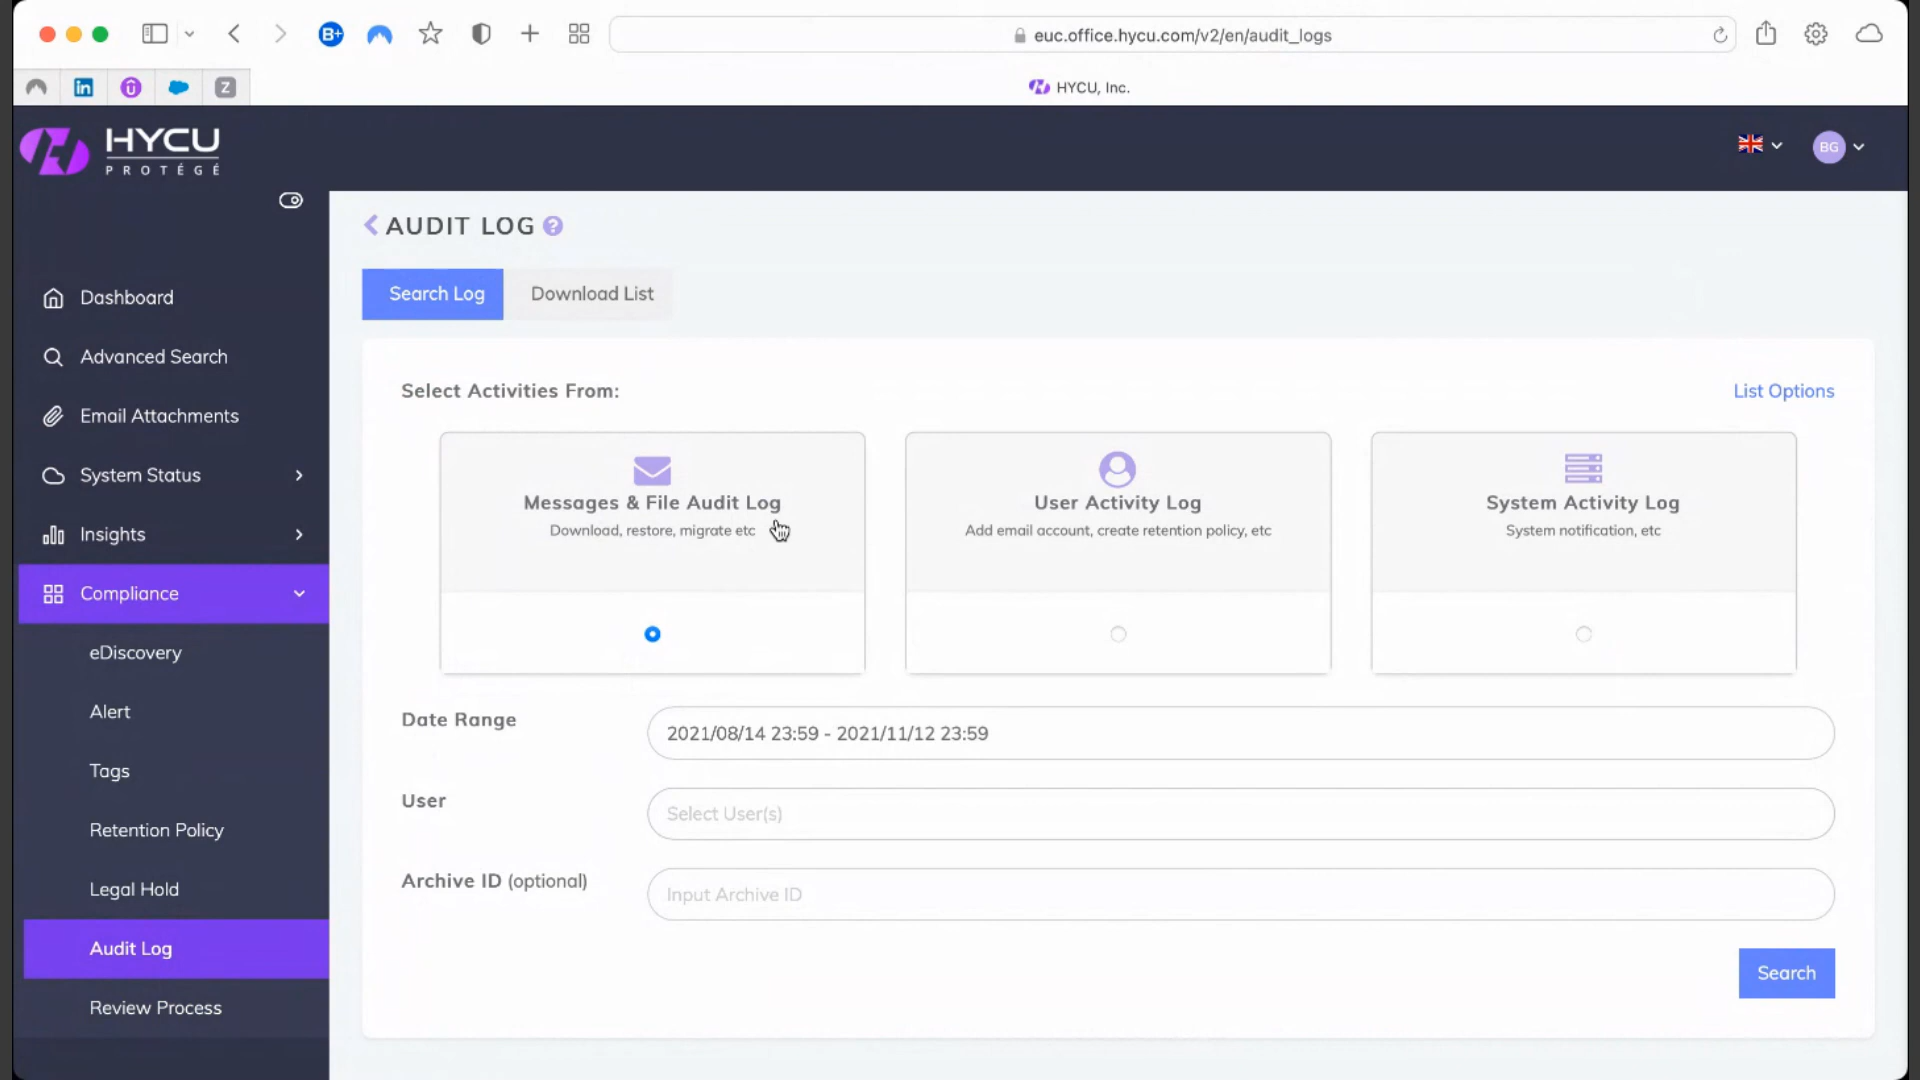 B+
euc.office.hycu.com/v2/en/audit_logs
in
Z
HYCU, Inc.
HYCU
PROTÉGÉ
BG
AUDIT LOG ?
Search Log
Download List
Dashboard
Advanced Search
Email Attachments
System Status
Insights
Compliance
eDiscovery
Alert
Tags
Retention Policy
Legal Hold
Audit Log
Review Process
Select Activities From:
List Options
Messages & File Audit Log
Download, restore, migrate etc
User Activity Log
Add email account, create retention policy, etc
System Activity Log
System notification, etc
Date Range
2021/08/14 23:59 - 2021/11/12 23:59
User
Select User(s)
Archive ID (optional)
Input Archive ID
Search